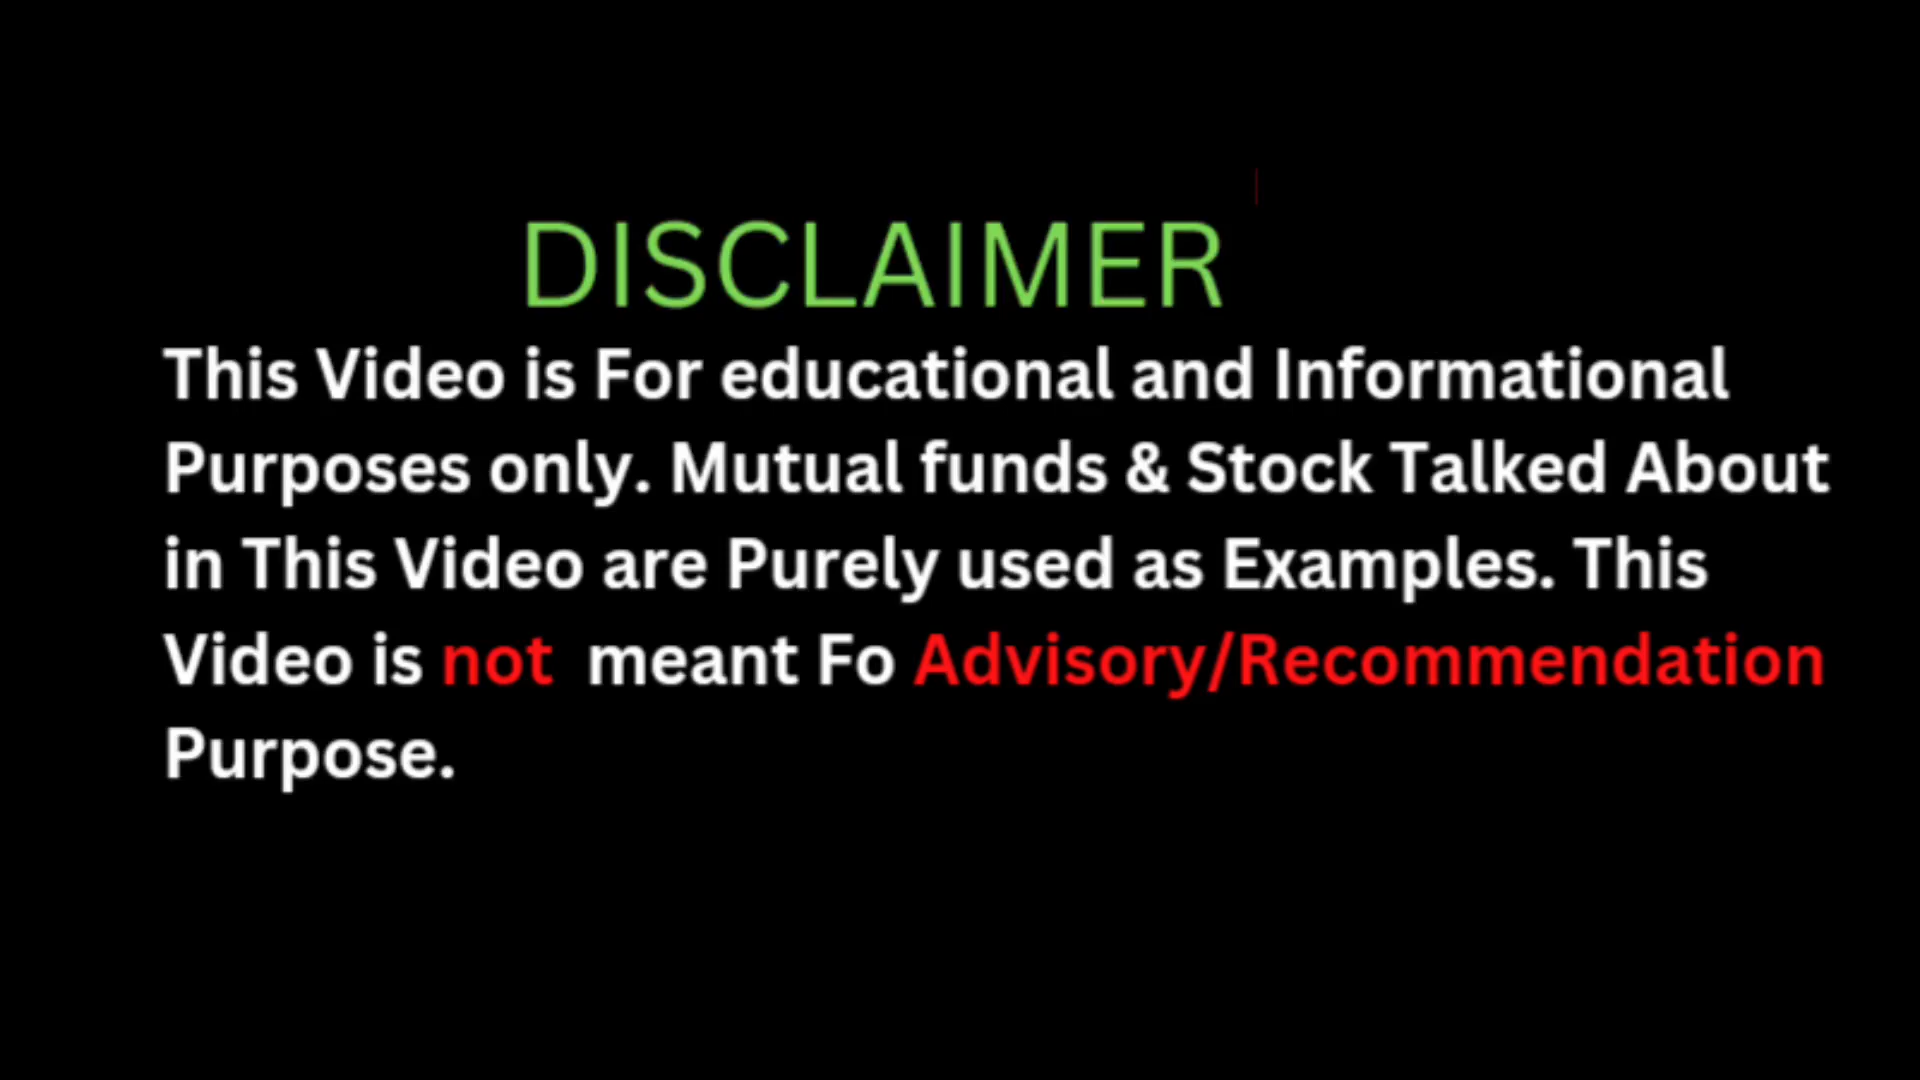 DISCLAIMER
This Video is For educational and Informational
Purposes only. Mutual funds & Stock Talked About
in This Video are Purely used as Examples. This
Video is not meant Fo Advisory/Recommendation
Purpose.